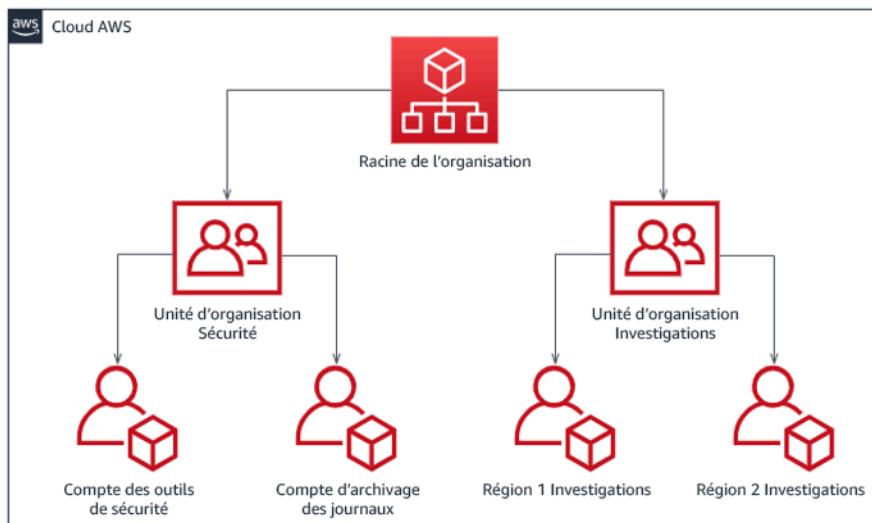 aws
Cloud AWS
Racine de l'organisation
Unité d'organisation
Sécurité
Unité d'organisation
Investigations
Compte des outils
de sécurité
Compte d'archivage
des journaux
Région 1 Investigations
Région 2 Investigations